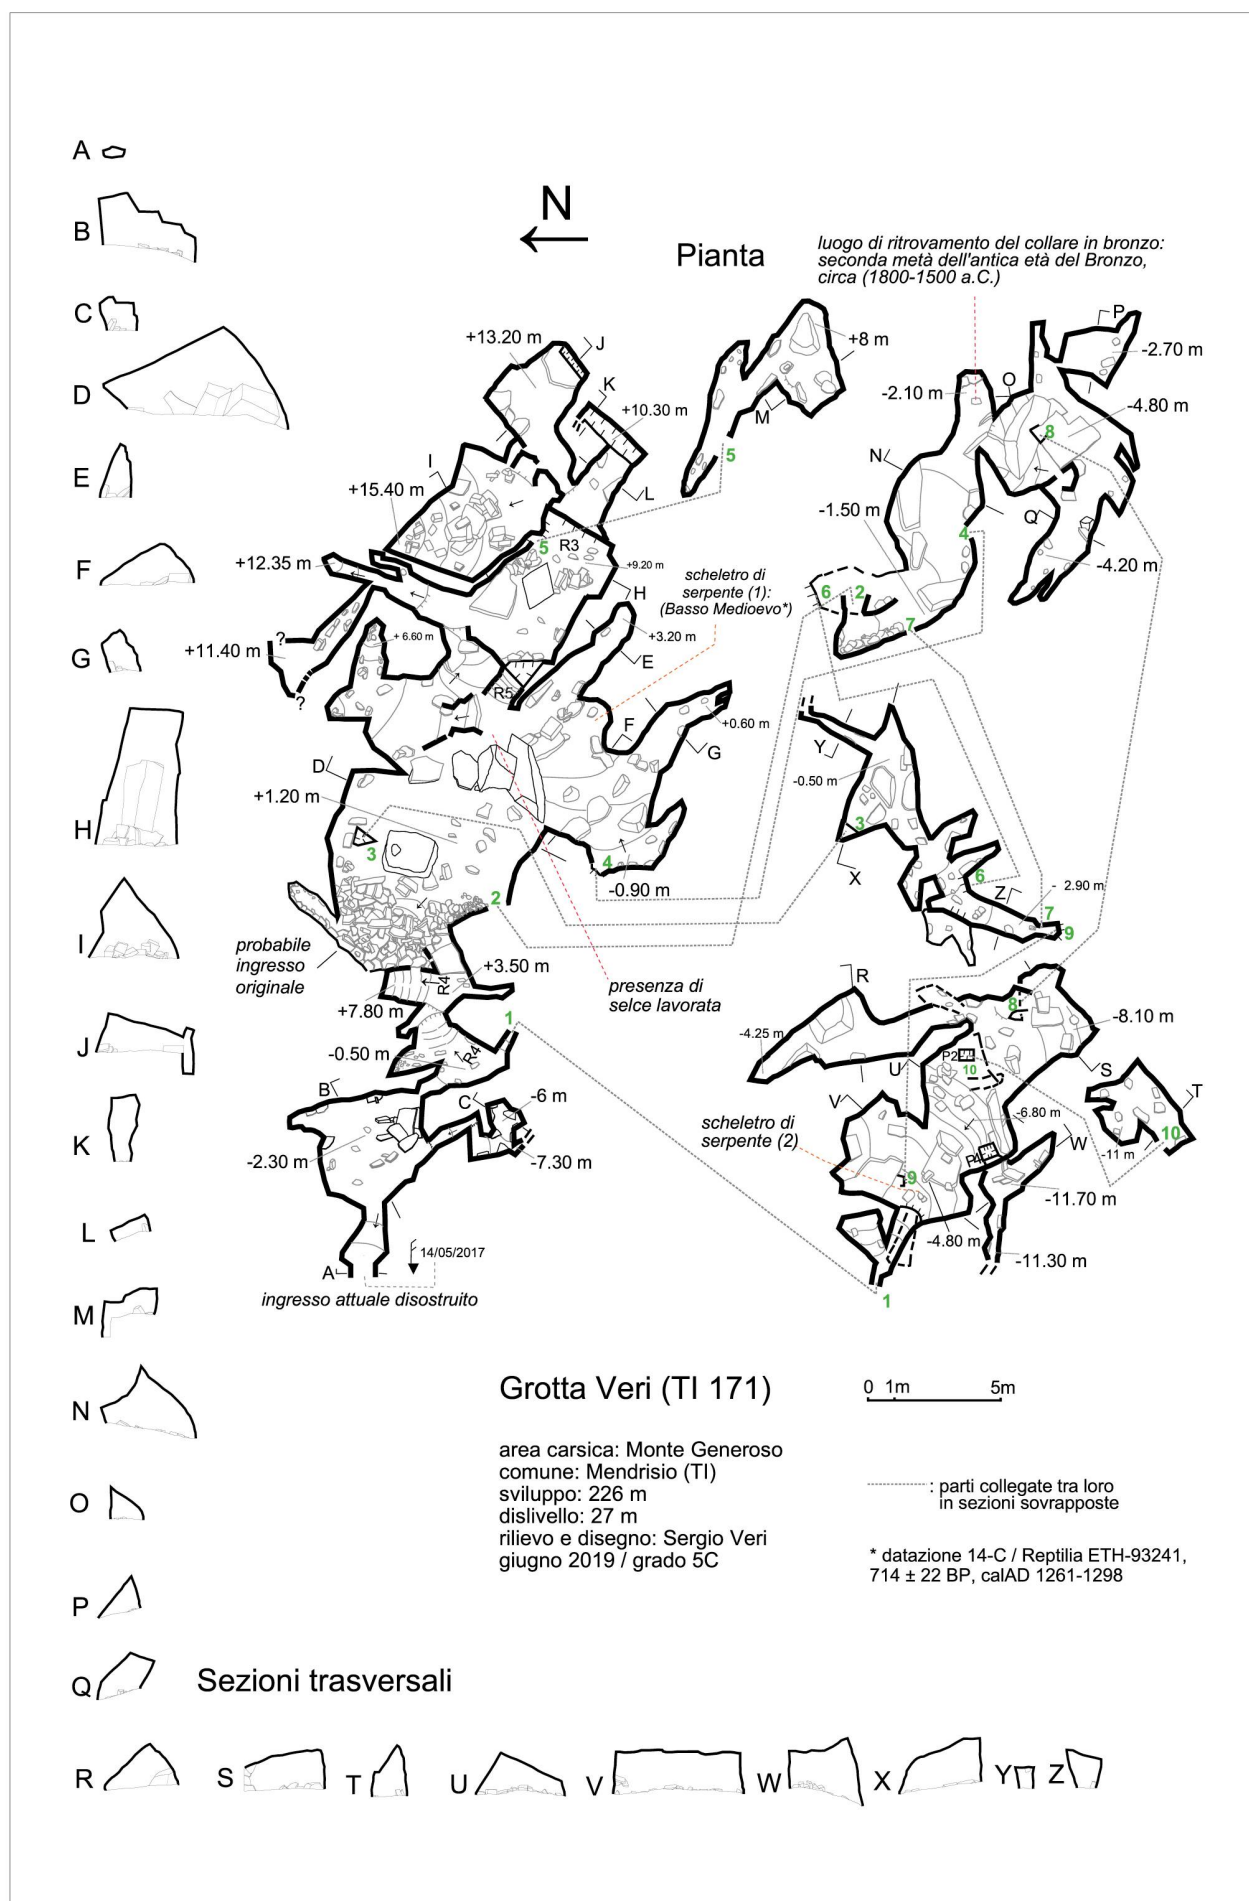 A
B
C
D
E
F
G
H
I
J
K
L
M
N
O
P
Q
R
S
T
U
V
W
X
Y
Z
Sezioni trasversali
N
Pianta
luogo di ritrovamento del collare in bronzo:
seconda metà dell'antica età del Bronzo,
circa (1800-1500 a.C.)
+13.20 m
J
K
+10.30 m
I
+15.40 m
L
5
R3
+9.20 m
H
+12.35 m
+11.40 m
?
?
+ 6.60 m
R5
scheletro di
serpente (1):
(Basso Medioevo*)
+3.20 m
E
F
+0.60 m
G
D
+1.20 m
3
4
-0.90 m
2
probabile
ingresso
originale
R4
+3.50 m
+7.80 m
presenza di
selce lavorata
1
-0.50 m
R4
B
C
-6 m
-2.30 m
-7.30 m
14/05/2017
A
ingresso attuale disostruito
+8 m
M
5
P
-2.70 m
O
-2.10 m
-4.80 m
8
N
-1.50 m
Q
4
-4.20 m
6
2
7
Y
-0.50 m
3
X
6
Z
- 2.90 m
7
9
R
8
-8.10 m
-4.25 m
P2
10
U
S
V
T
-6.80 m
scheletro di
serpente (2)
W
10
-11 m
P4
9
-11.70 m
-4.80 m
-11.30 m
1
Grotta Veri (TI 171)
area carsica: Monte Generoso
comune: Mendrisio (TI)
sviluppo: 226 m
dislivello: 27 m
rilievo e disegno: Sergio Veri
giugno 2019 / grado 5C
0 1m 5m
: parti collegate tra loro
in sezioni sovrapposte
* datazione 14-C / Reptilia ETH-93241,
714 ± 22 BP, calAD 1261-1298